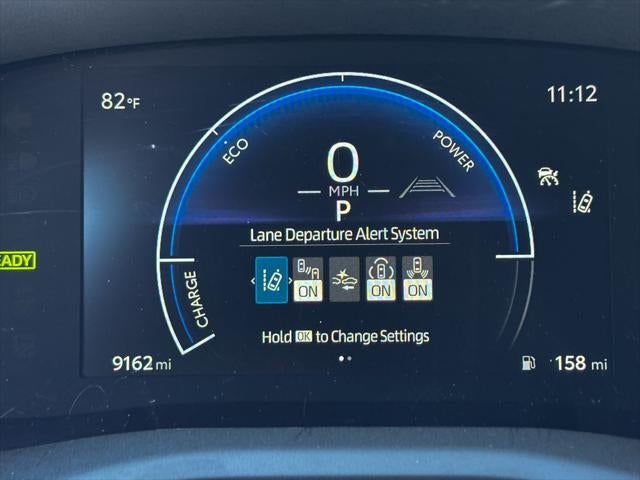 82°F
11:12
ECO
POWER
0
MPH
P
Lane Departure Alert System
EADY
ON ON ON
CHARGE
Hold OK to Change Settings
9162 mi
158 mi